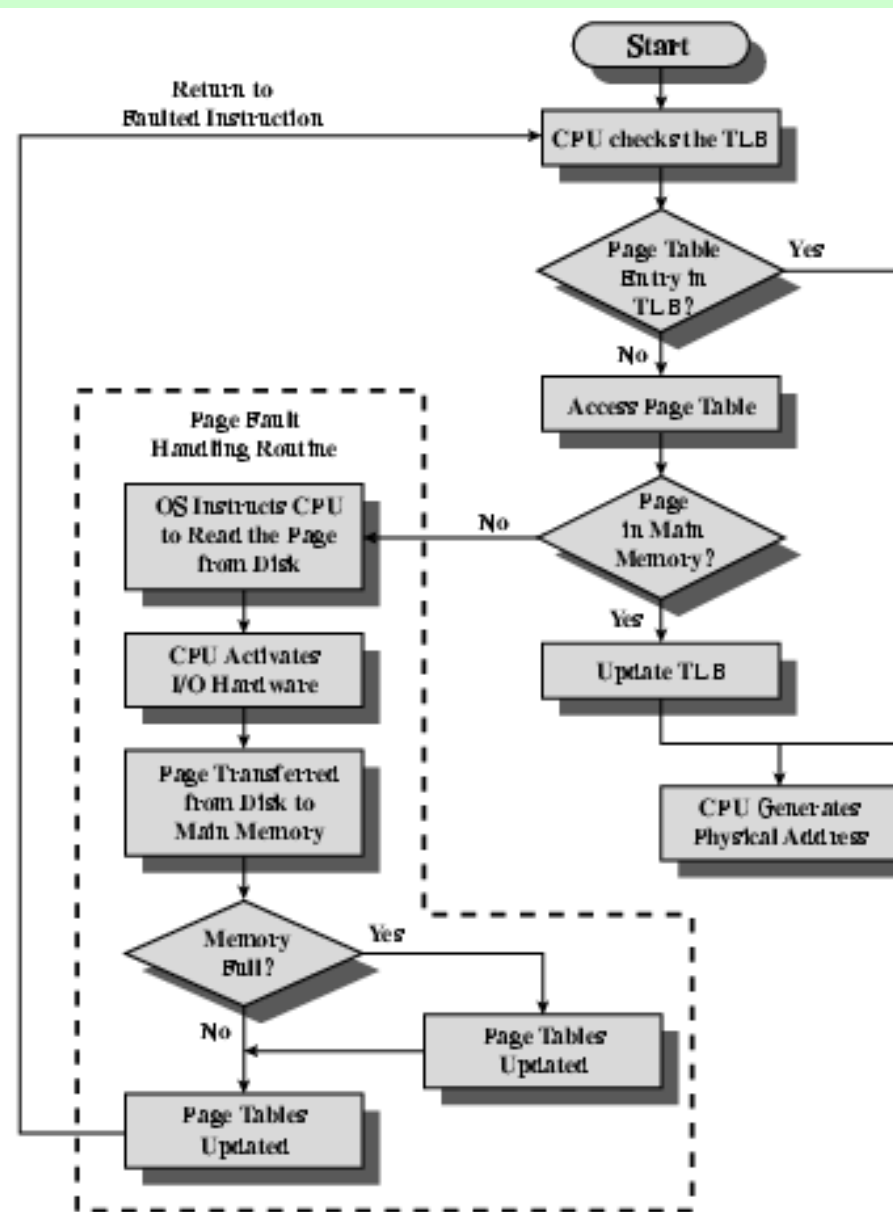 Start
Return to
Faulted Instruction
CPU checks the TLB
Page Table
Entry in
TLB?
Yes
No
Access Page Table
Page Fault
Handling Routine
OS Instructs CPU
to Read the Page
from Disk
No
Page
in Main
Memory?
Yes
CPU Activates
I/O Hardware
Update TLB
Page Transferred
from Disk to
Main Memory
CPU Generates
Physical Address
Memory
Full?
Yes
No
Page Tables
Updated
Page Tables
Updated